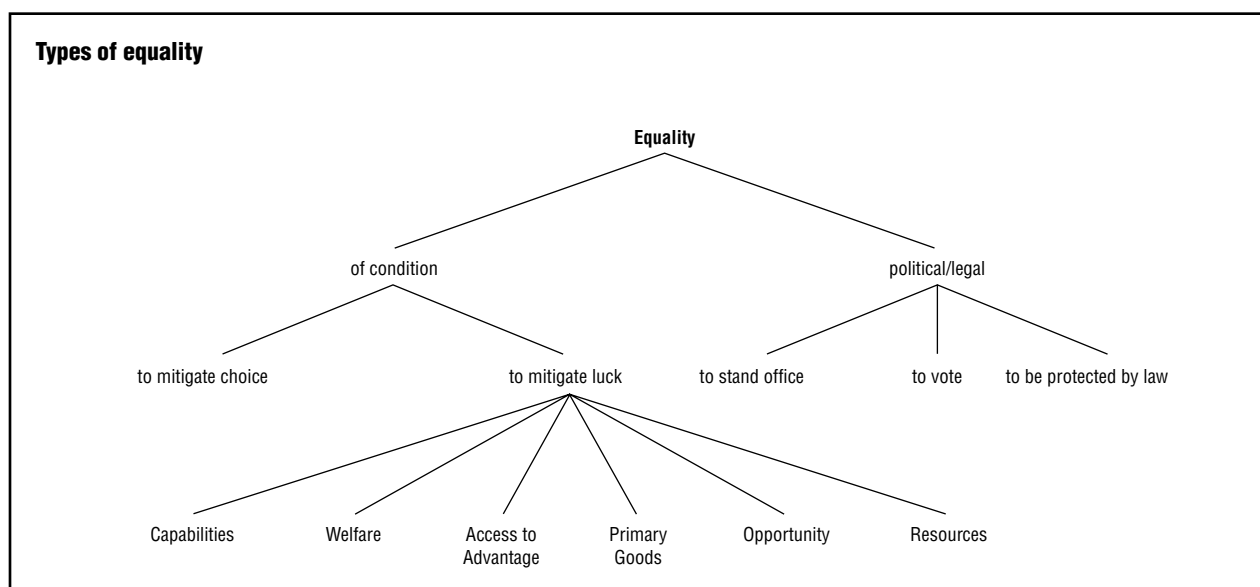 Types of equality
Equality
of condition
political/legal
to mitigate choice
to mitigate luck
to stand office
to vote
to be protected by law
Capabilities
Welfare
Access to
Advantage
Primary
Goods
Opportunity
Resources